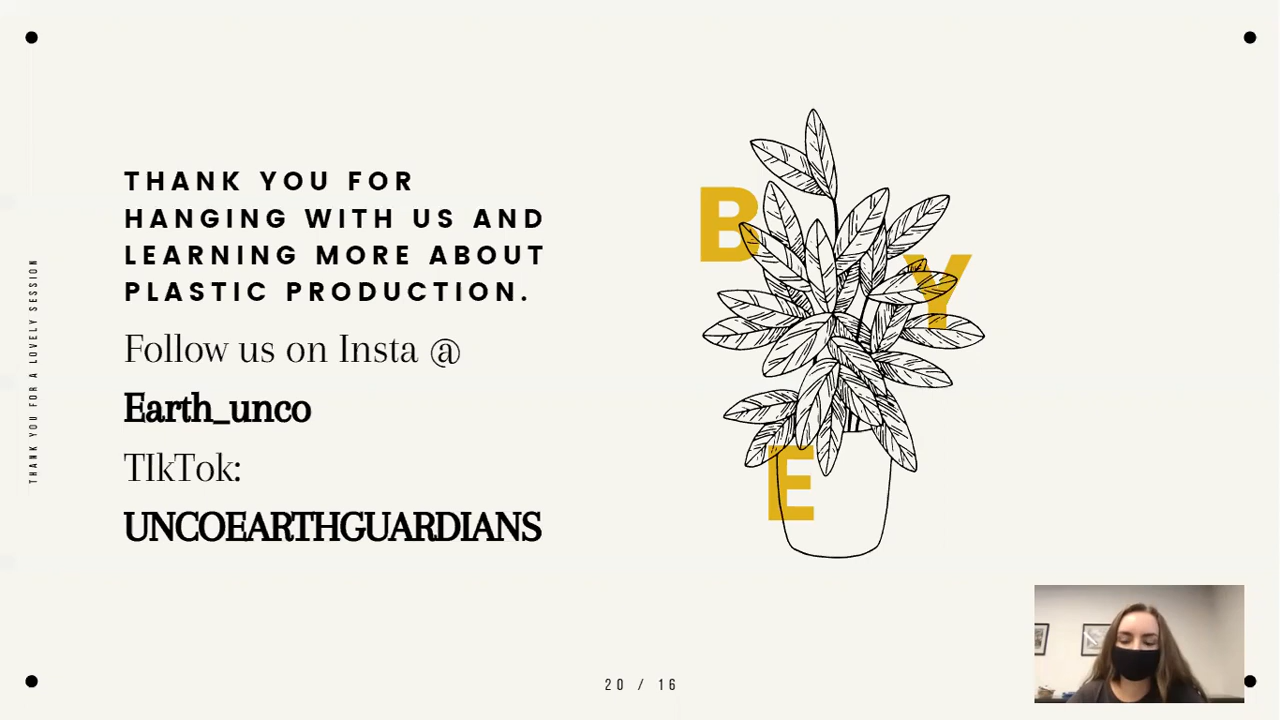 THANK YOU FOR
HANGING WITH US AND
LEARNING MORE ABOUT
PLASTIC PRODUCTION.
Follow us on Insta @
Earth_unco
TIkTok:
UNCOEARTHGUARDIANS
B
Y
E
THANK YOU FOR A LOVELY SESSION
20 / 16